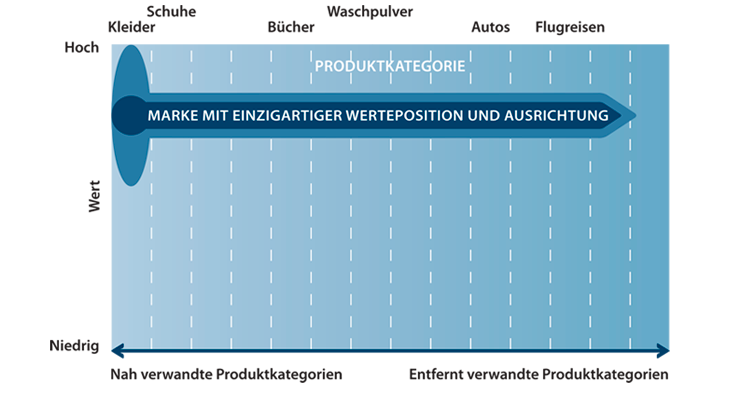 Schuhe
Waschpulver
Kleider
Bücher
Autos
Flugreisen
Hoch
PRODUKTKATEGORIE
MARKE MIT EINZIGARTIGER WERTEPOSITION UND AUSRICHTUNG
Wert
Niedrig
Nah verwandte Produktkategorien
Entfernt verwandte Produktkategorien